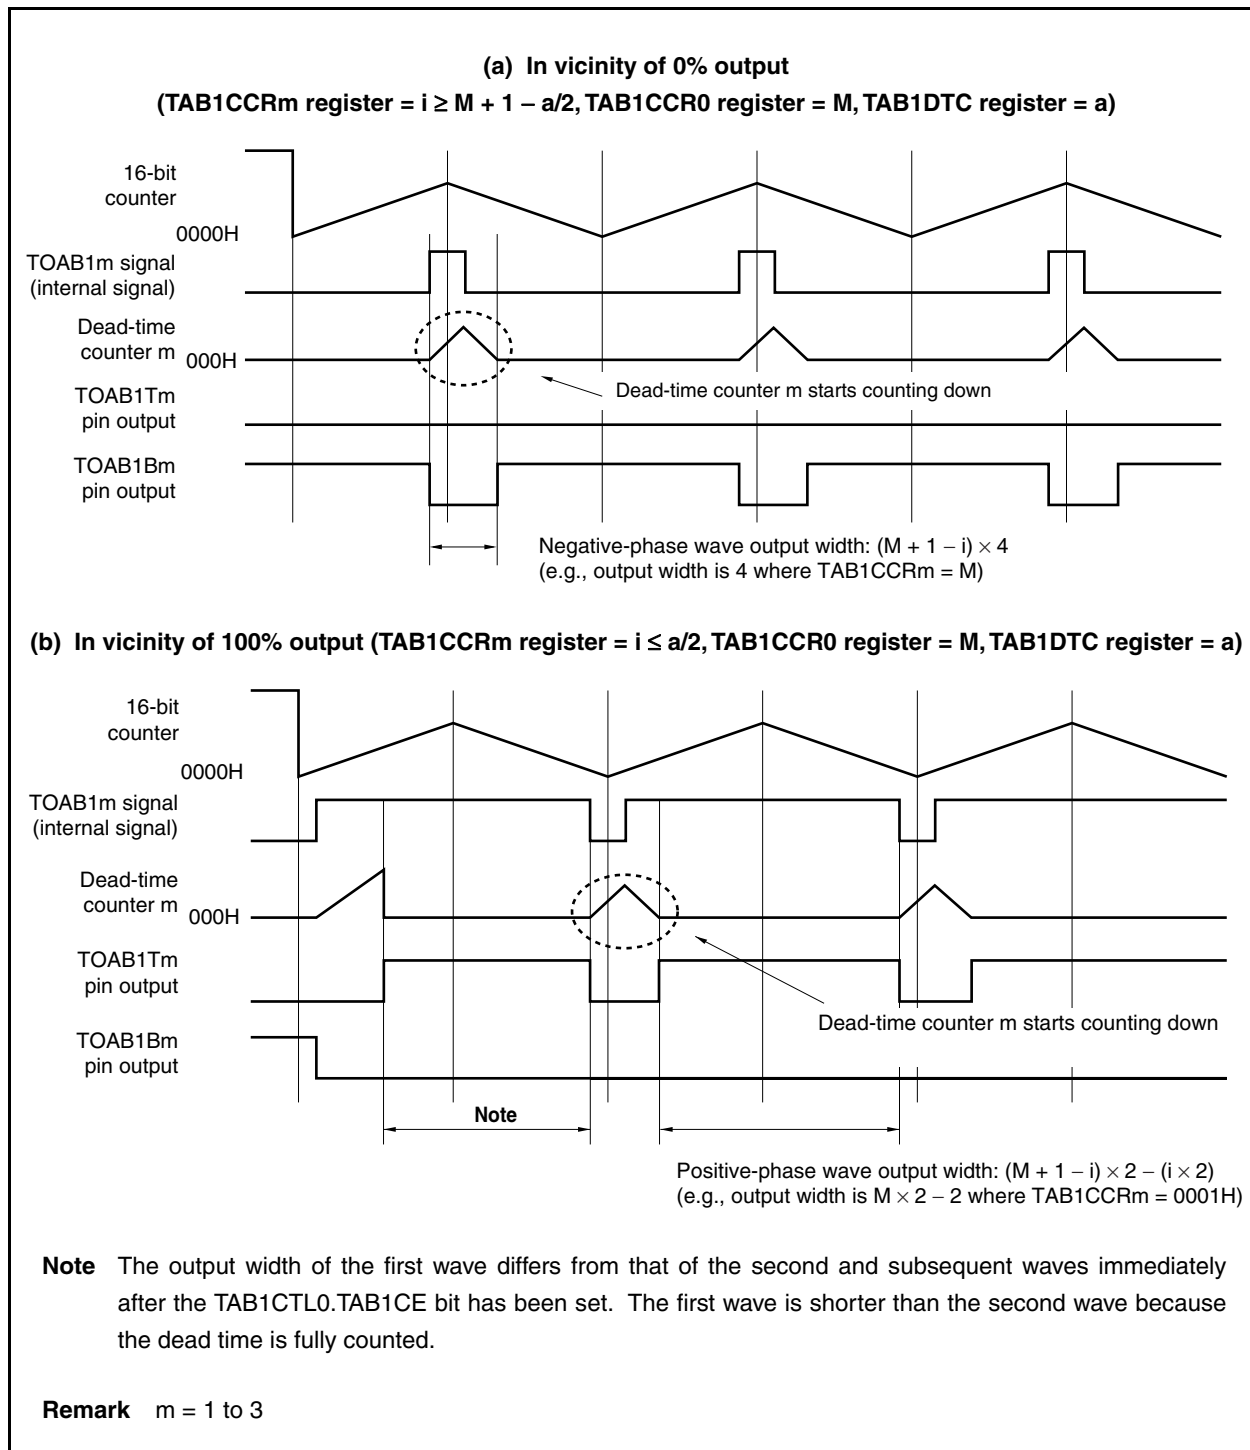 (a) In vicinity of 0% output
(TAB1CCRm register = i ≥ M + 1 – a/2, TAB1CCR0 register = M, TAB1DTC register = a)
16-bit
counter
0000H
TOAB1m signal
(internal signal)
Dead-time
counter m
000H
Dead-time counter m starts counting down
TOAB1Tm
pin output
TOAB1Bm
pin output
Negative-phase wave output width: (M + 1 – i) × 4
(e.g., output width is 4 where TAB1CCRm = M)
(b) In vicinity of 100% output (TAB1CCRm register = i ≤ a/2, TAB1CCR0 register = M, TAB1DTC register = a)
16-bit
counter
0000H
TOAB1m signal
(internal signal)
Dead-time
counter m
000H
TOAB1Tm
pin output
Dead-time counter m starts counting down
TOAB1Bm
pin output
Note
Positive-phase wave output width: (M + 1 – i) × 2 – (i × 2)
(e.g., output width is M × 2 – 2 where TAB1CCRm = 0001H)
Note The output width of the first wave differs from that of the second and subsequent waves immediately
after the TAB1CTL0.TAB1CE bit has been set. The first wave is shorter than the second wave because
the dead time is fully counted.
Remark m = 1 to 3